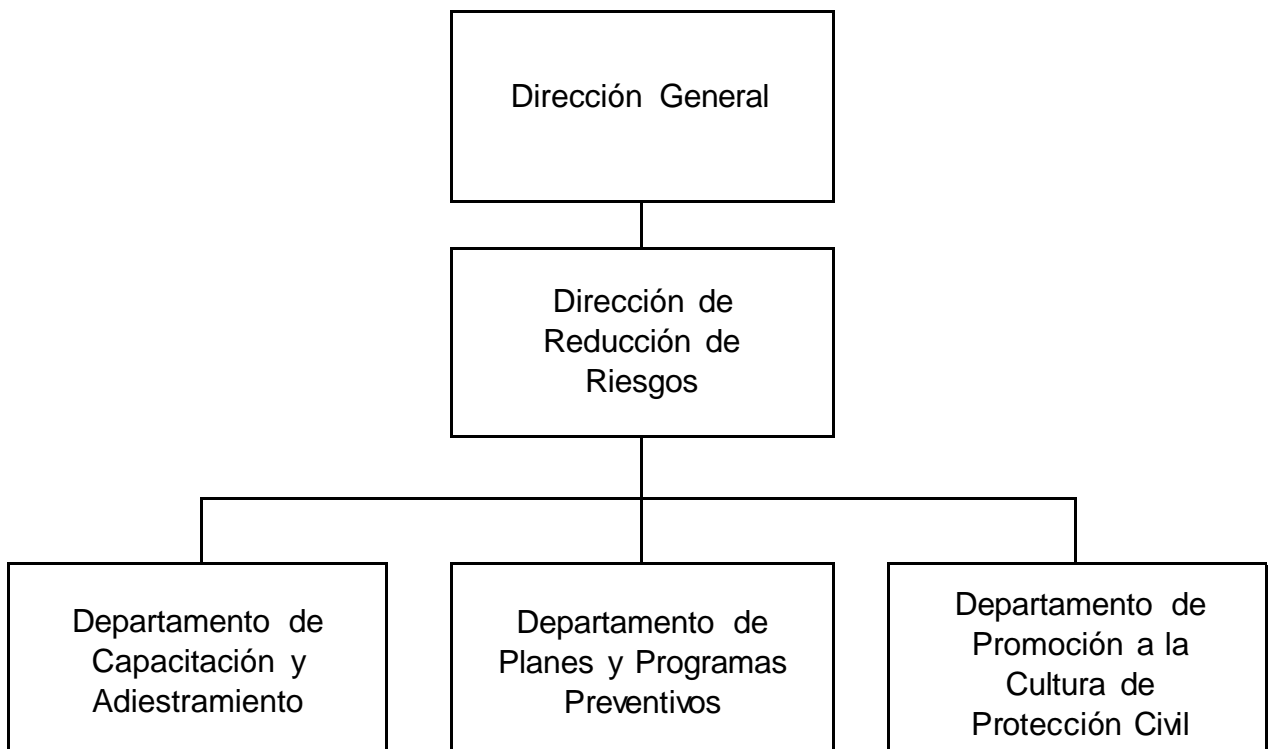 Dirección General
Dirección de
Reducción de
Riesgos
Departamento de
Capacitación y
Adiestramiento
Departamento de
Planes y Programas
Preventivos
Departamento de
Promoción a la
Cultura de
Protección Civil